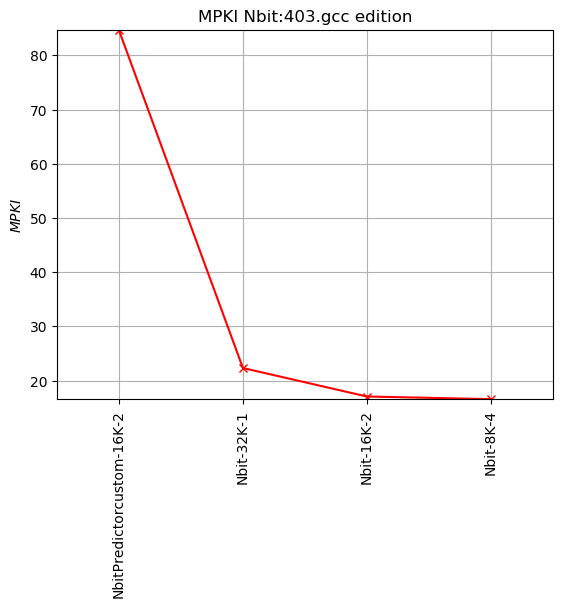 MPKI Nbit:403.gcc edition
80
70
60
50
40
30
20
MPKI
NbitPredictorcustom-16K-2
Nbit-32K-1
Nbit-16K-2
Nbit-8K-4